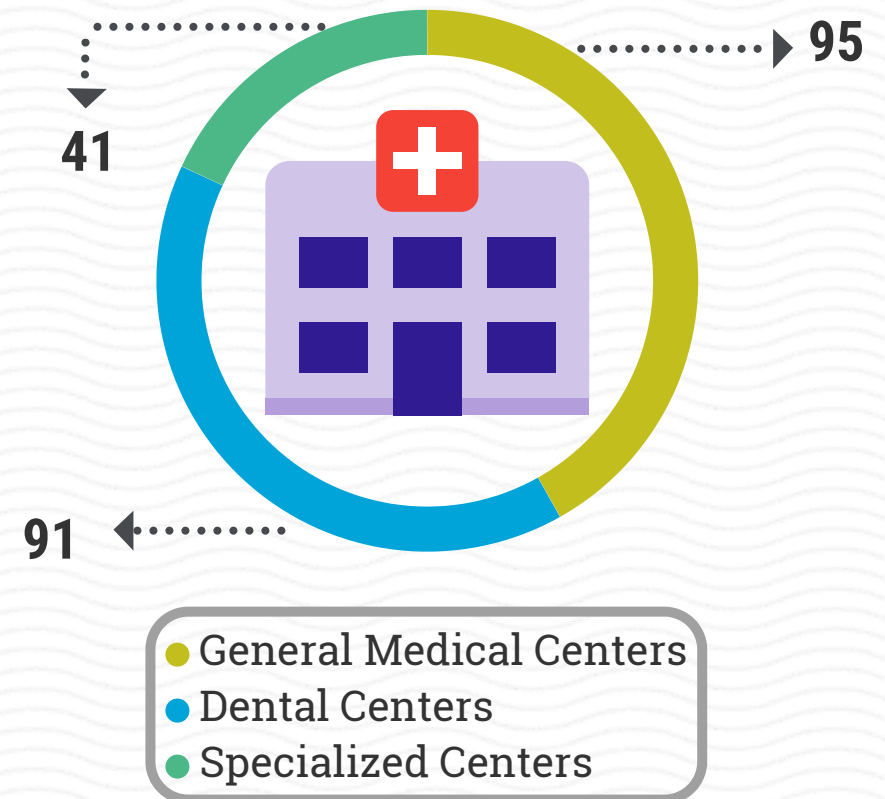 95
41
91
General Medical Centers
Dental Centers
Specialized Centers